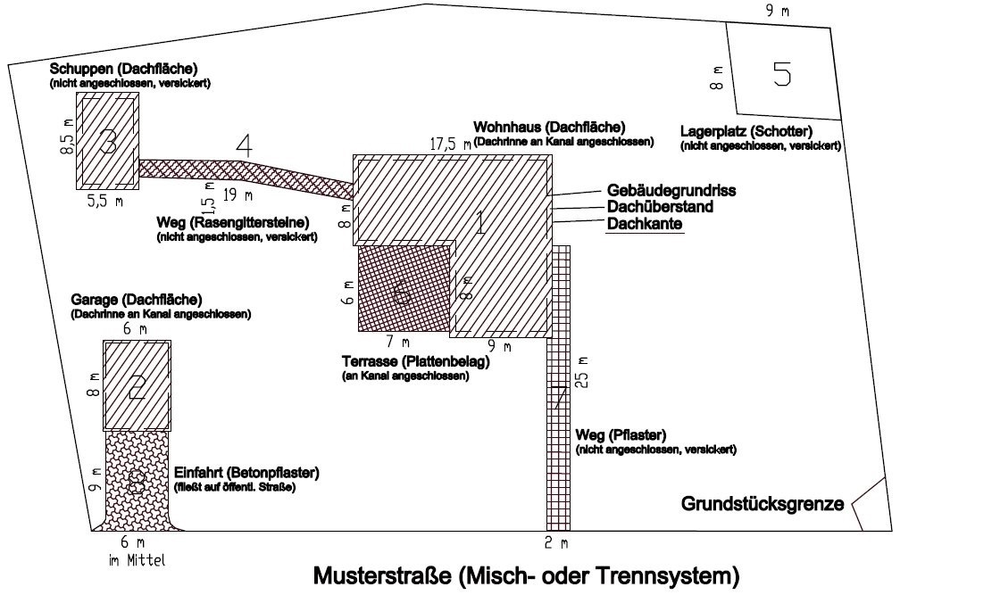 9 m
8 m
5
Lagerplatz (Schotter)
(nicht angeschlossen, versickert)
Schuppen (Dachfläche)
(nicht angeschlossen, versickert)
8,5 m
3
5,5 m
4
1,5 m
19 m
Weg (Rasengittersteine)
(nicht angeschlossen, versickert)
Wohnhaus (Dachfläche)
(Dachrinne an Kanal angeschlossen)
17,5 m
8 m
1
Gebäudegrundriss
Dachüberstand
Dachkante
6 m
6
8 m
7 m
9 m
Terrasse (Plattenbelag)
(an Kanal angeschlossen)
Garage (Dachfläche)
(Dachrinne an Kanal angeschlossen)
6 m
8 m
2
25 m
7
Weg (Pflaster)
(nicht angeschlossen, versickert)
9 m
8
Einfahrt (Betonpflaster)
(fließt auf öffentl. Straße)
Grundstücksgrenze
6 m
im Mittel
2 m
Musterstraße (Misch- oder Trennsystem)